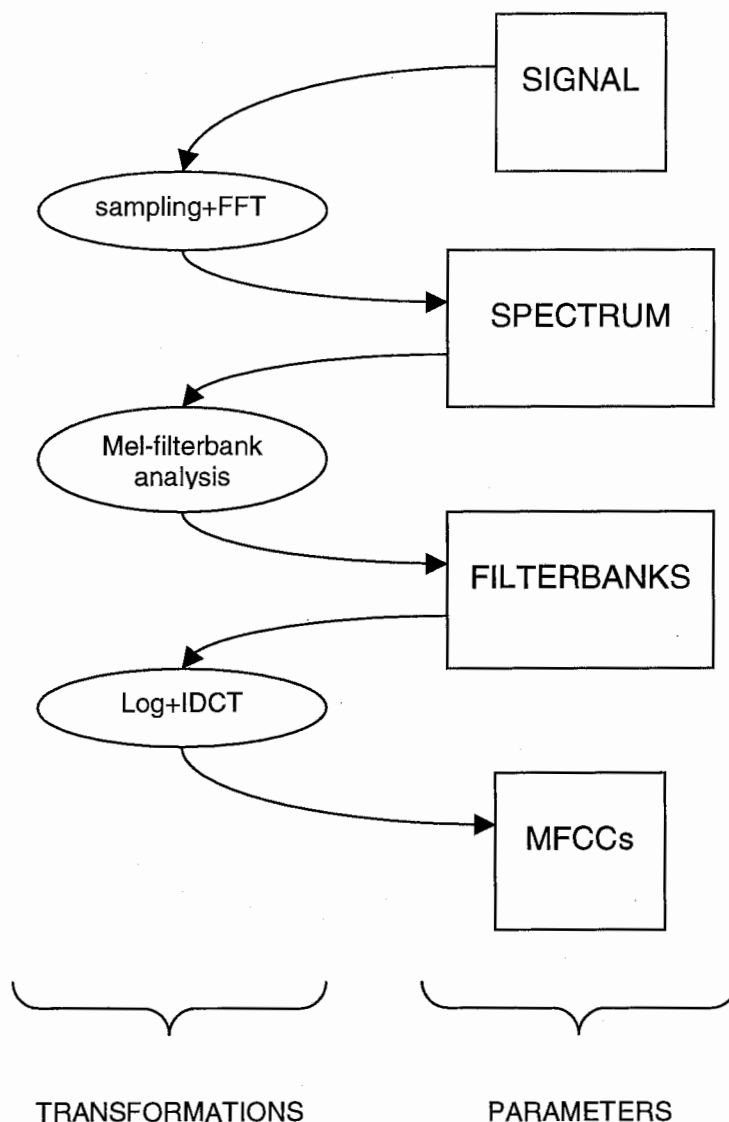 SIGNAL
sampling+FFT
SPECTRUM
Mel-filterbank
analysis
FILTERBANKS
Log+IDCT
MFCCs
TRANSFORMATIONS
PARAMETERS